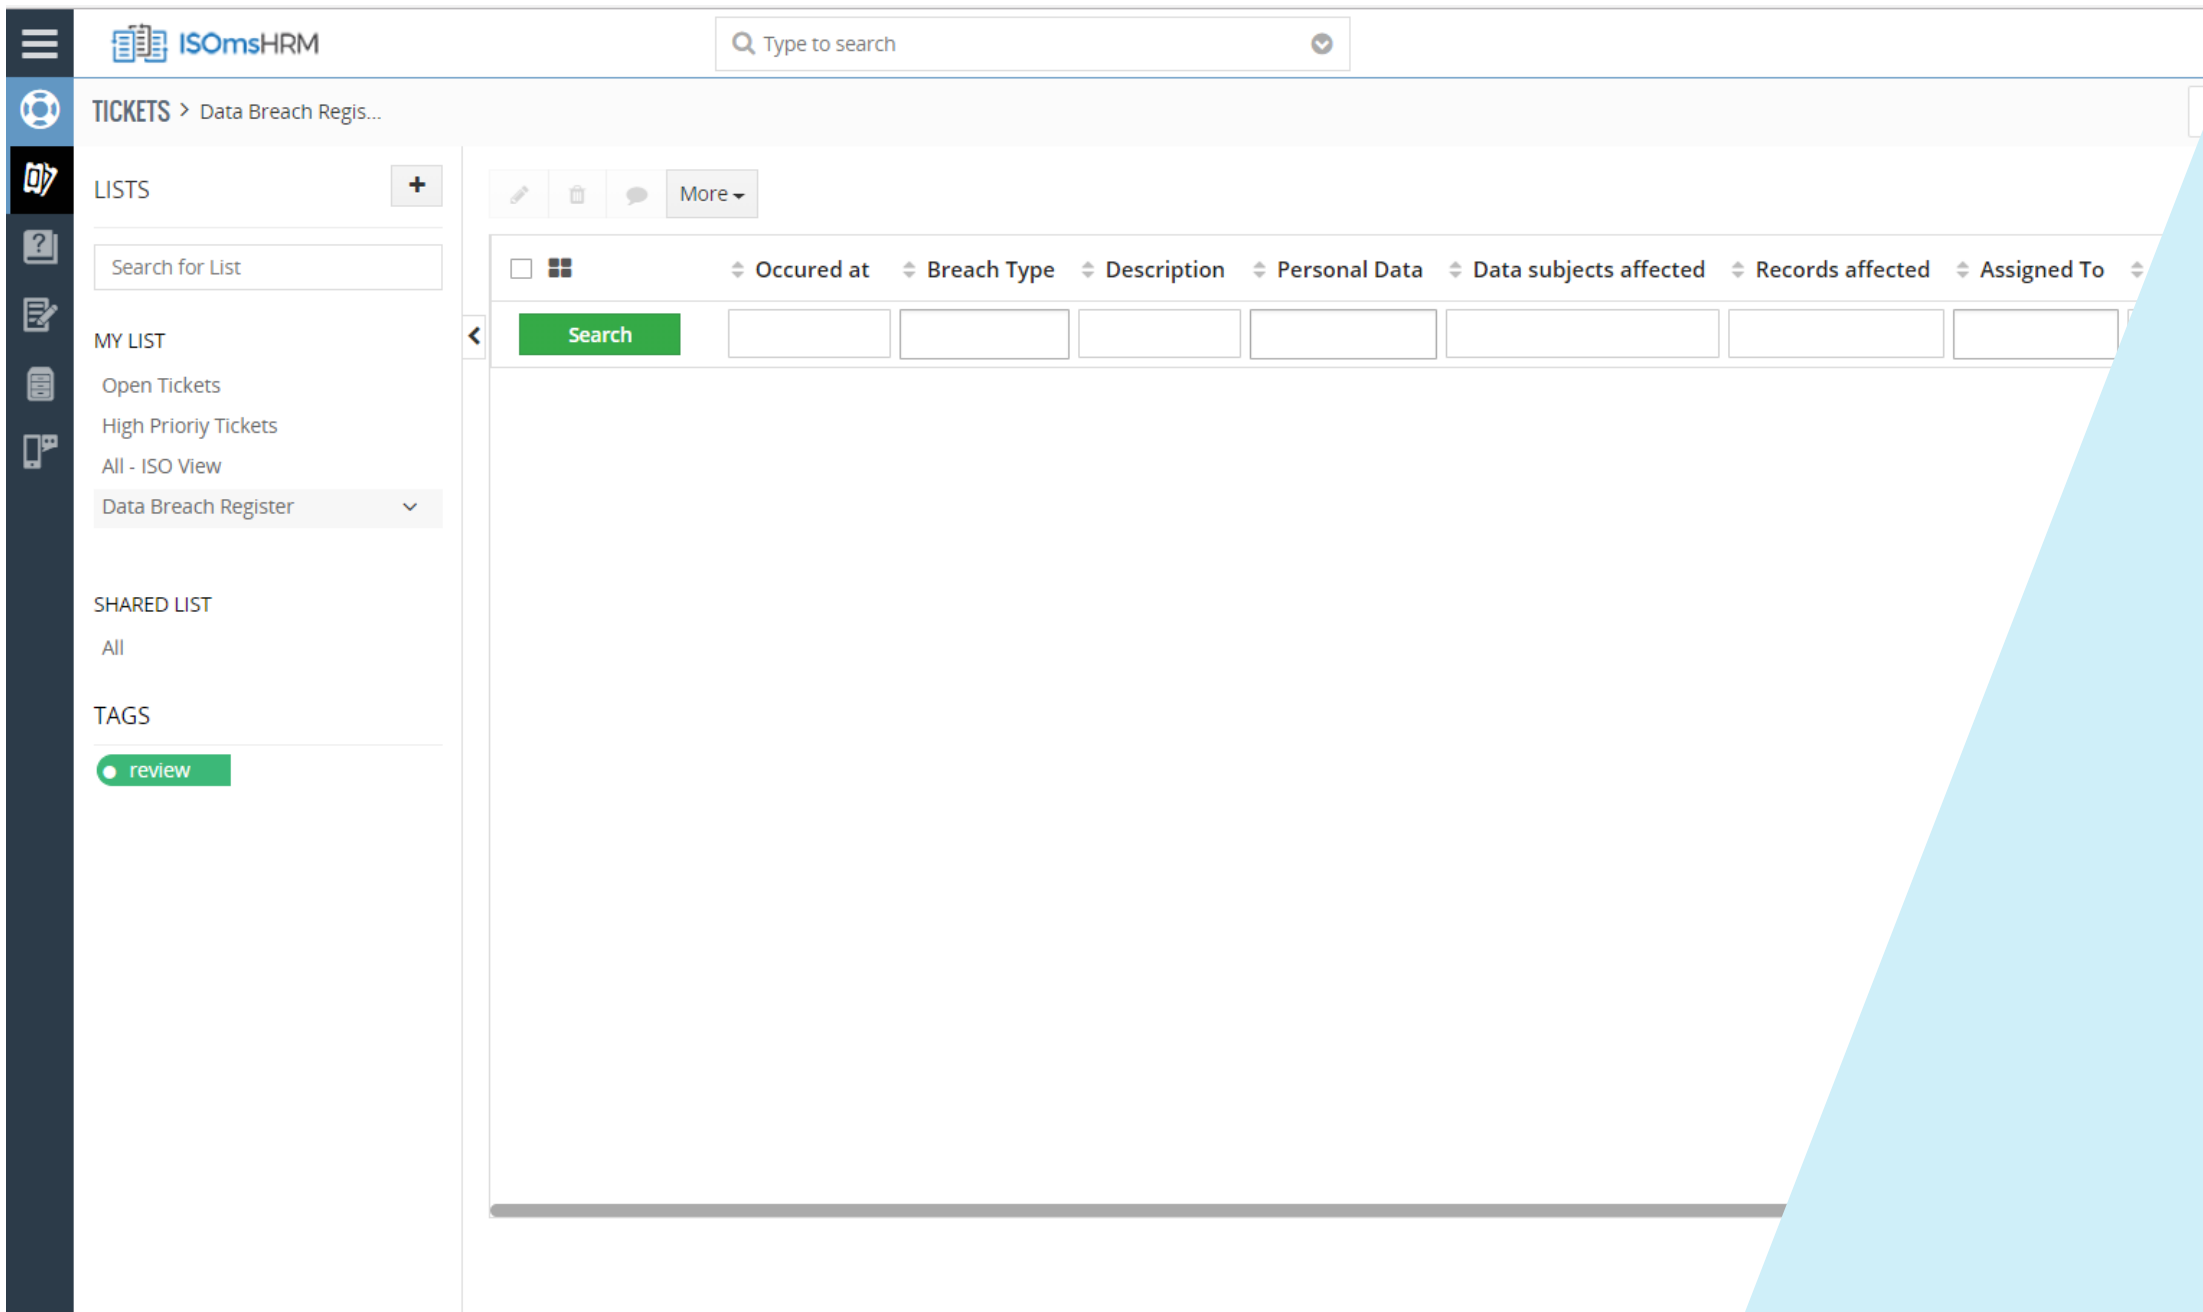 ISOmsHRM
Type to search
TICKETS > Data Breach Regis...
LISTS
+
More
Search for List
Occured at Breach Type Description Personal Data Data subjects affected Records affected Assigned To
Search
MY LIST
Open Tickets
High Prioriy Tickets
All - ISO View
Data Breach Register
SHARED LIST
All
TAGS
review